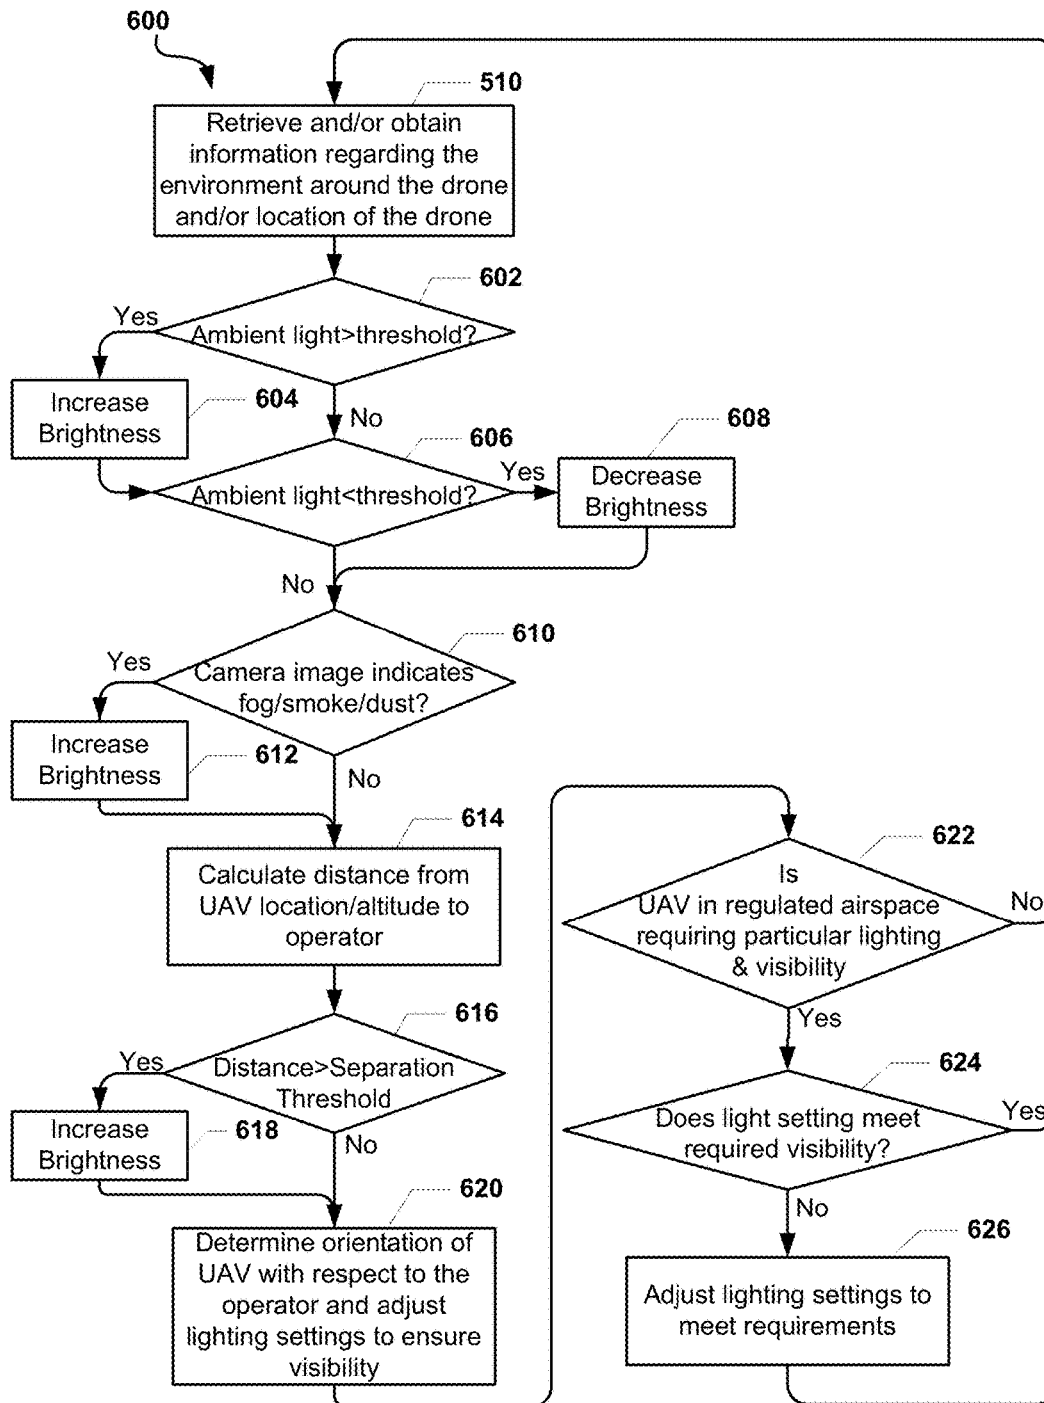 600
510
Retrieve and/or obtain
information regarding the
environment around the drone
and/or location of the drone
602
Yes
Ambient light>threshold?
Increase
Brightness
604
No
606
608
Yes
Ambient light<threshold?
Decrease
Brightness
No
610
Yes
Camera image indicates
fog/smoke/dust?
Increase
Brightness
612
No
614
Calculate distance from
UAV location/altitude to
operator
616
Yes
Distance>Separation
Threshold
Increase
Brightness
618
No
620
Determine orientation of
UAV with respect to the
operator and adjust
lighting settings to ensure
visibility
622
Is
UAV in regulated airspace
requiring particular lighting
& visibility
No
Yes
624
Does light setting meet
required visibility?
Yes
No
626
Adjust lighting settings to
meet requirements